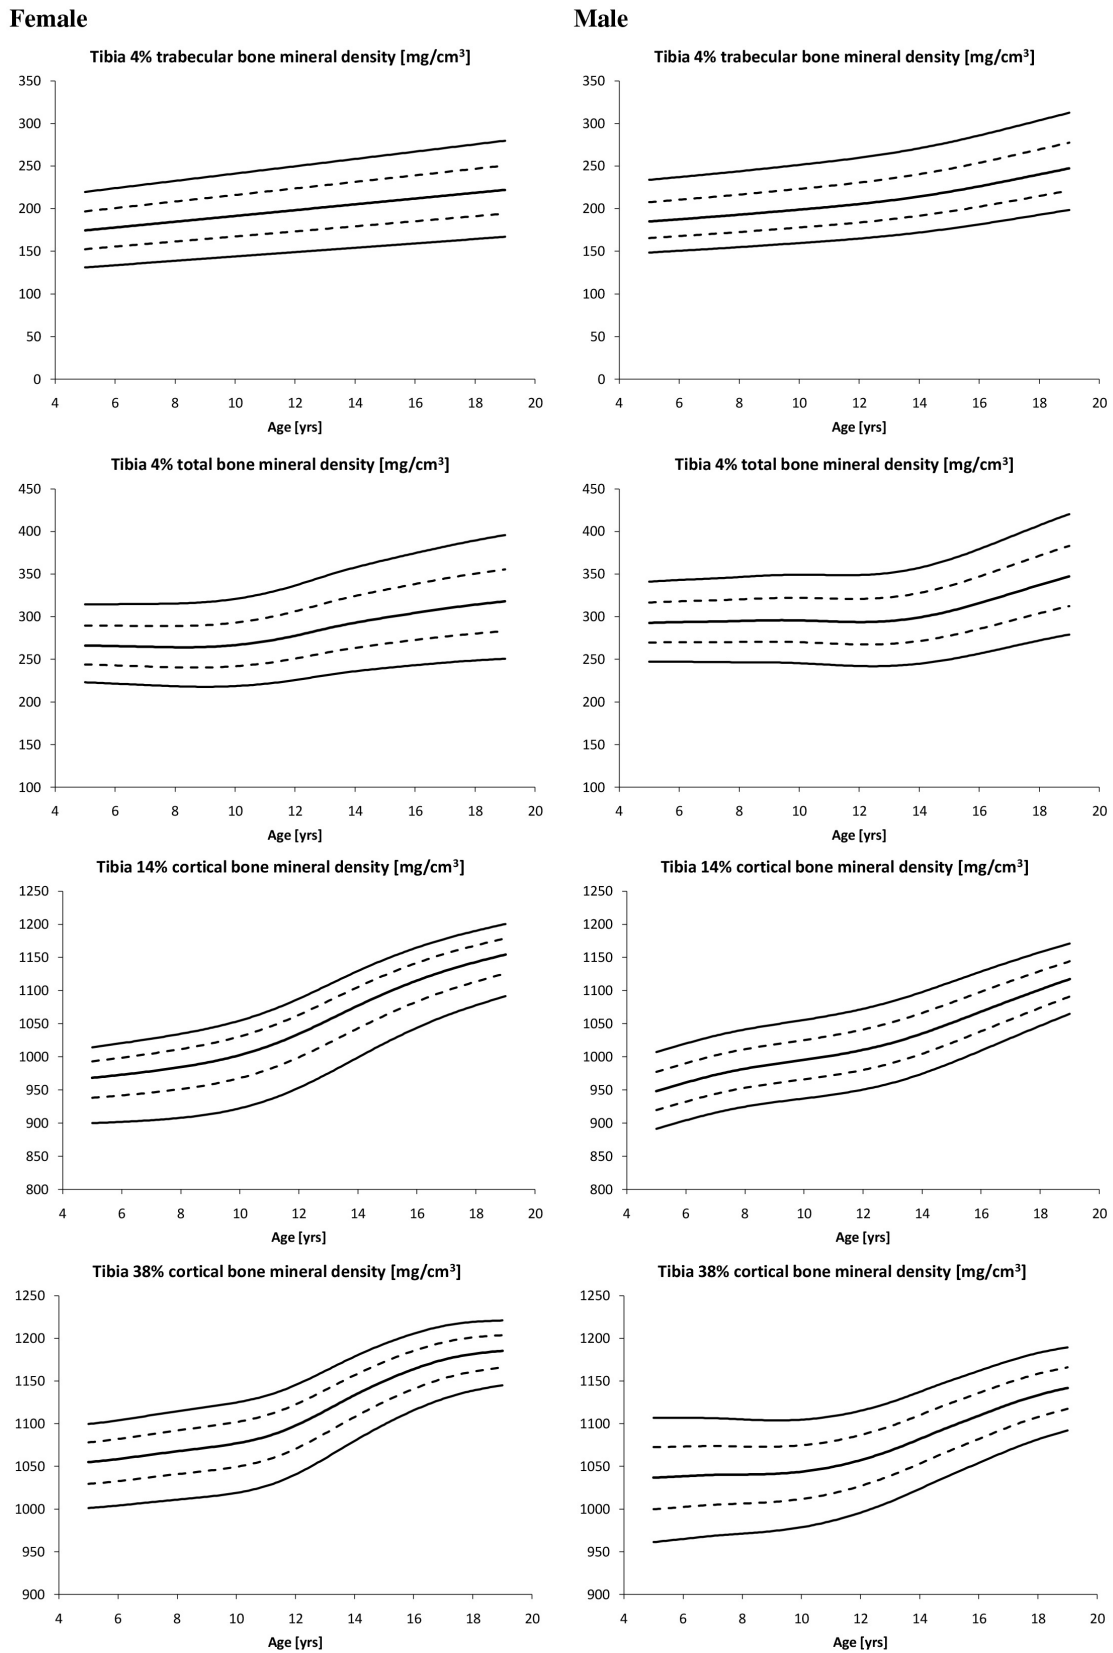 Female Male
Tibia 4% trabecular bone mineral density [mg/cm³] Tibia 4% trabecular bone mineral density [mg/cm³]
350 350
300 300
250 250
200 200
150 150
100 100
50 50
0 0
4 6 8 10 12 14 16 18 20 4 6 8 10 12 14 16 18 20
Age [yrs] Age [yrs]
Tibia 4% total bone mineral density [mg/cm³] Tibia 4% total bone mineral density [mg/cm³]
450 450
400 400
350 350
300 300
250 250
200 200
150 150
100 100
4 6 8 10 12 14 16 18 20 4 6 8 10 12 14 16 18 20
Age [yrs] Age [yrs]
Tibia 14% cortical bone mineral density [mg/cm³] Tibia 14% cortical bone mineral density [mg/cm³]
1250 1250
1200 1200
1150 1150
1100 1100
1050 1050
1000 1000
950 950
900 900
850 850
800 800
4 6 8 10 12 14 16 18 20 4 6 8 10 12 14 16 18 20
Age [yrs] Age [yrs]
Tibia 38% cortical bone mineral density [mg/cm³] Tibia 38% cortical bone mineral density [mg/cm³]
1250 1250
1200 1200
1150 1150
1100 1100
1050 1050
1000 1000
950 950
900 900
4 6 8 10 12 14 16 18 20 4 6 8 10 12 14 16 18 20
Age [yrs] Age [yrs]